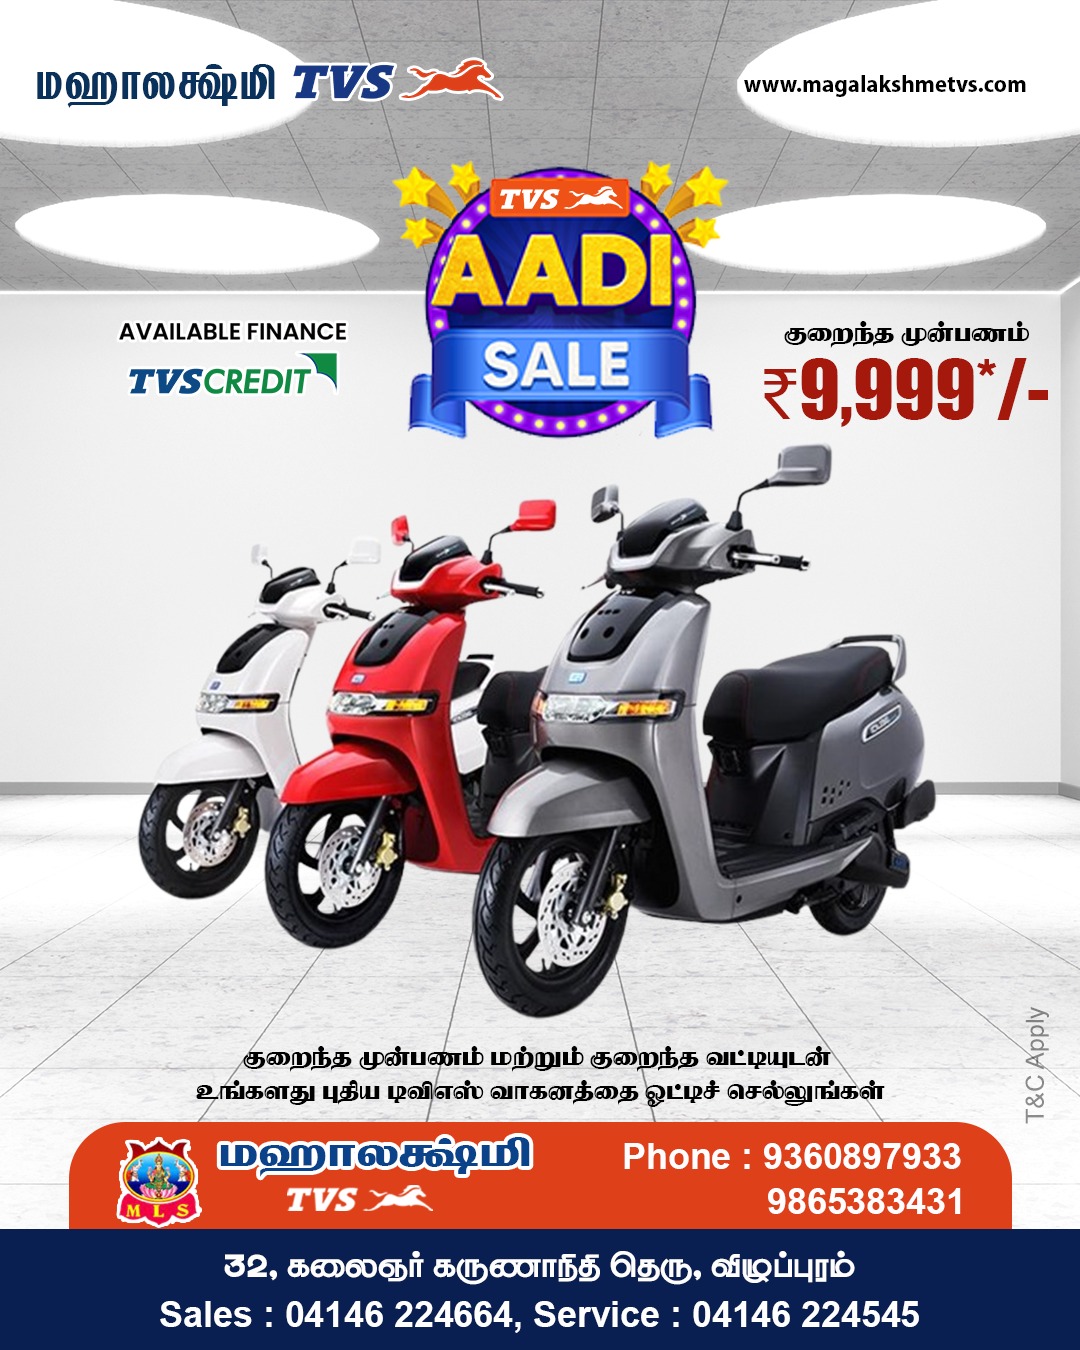 மஹாலக்ஷ்மி TVS
www.magalakshmetvs.com
TVS
AADI
SALE
AVAILABLE FINANCE
TVS CREDIT
குறைந்த முன்பணம்
₹9,999*/-
குறைந்த முன்பணம் மற்றும் குறைந்த வட்டியுடன்
உங்களது புதிய டிவிஎஸ் வாகனத்தை ஓட்டிச் செல்லுங்கள்
T&C Apply
மஹாலக்ஷ்மி
TVS
M L S
Phone : 9360897933
9865383431
32, கலைஞர் கருணாநிதி தெரு, விழுப்புரம்
Sales : 04146 224664, Service : 04146 224545